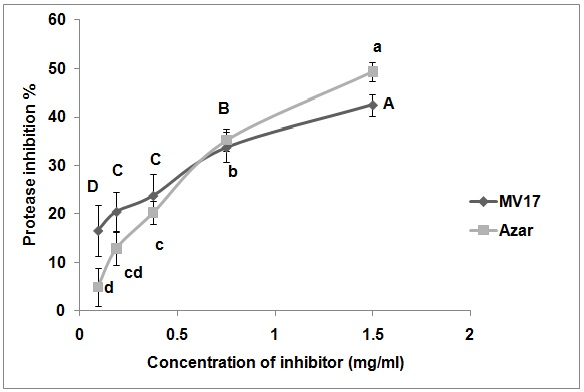 60
50
40
30
20
10
0
Protease inhibition %
D
C
C
B
a
A
b
c
cd
d
MV17
Azar
0
0.5
1
1.5
2
Concentration of inhibitor (mg/ml)